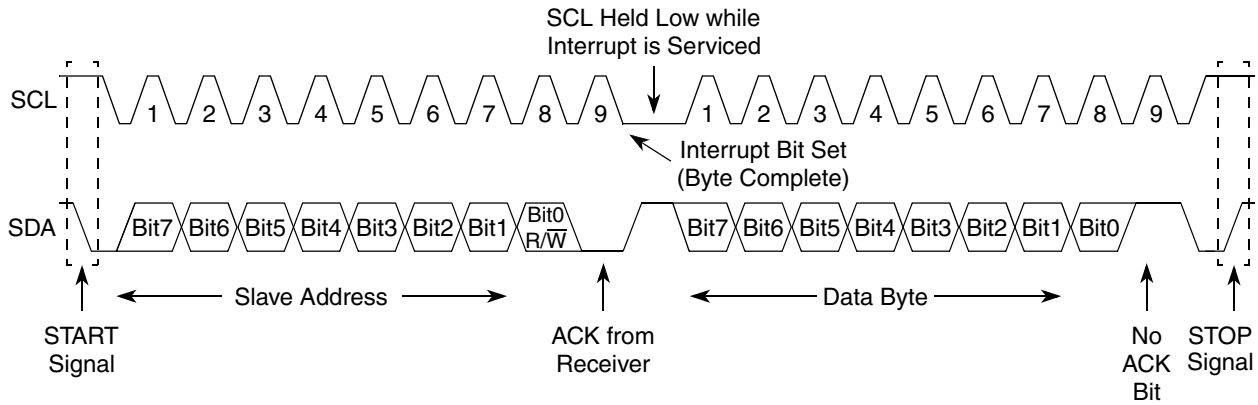 SCL Held Low while
Interrupt is Serviced
SCL
1 2 3 4 5 6 7 8 9 1 2 3 4 5 6 7 8 9
Interrupt Bit Set
(Byte Complete)
SDA
Bit7 Bit6 Bit5 Bit4 Bit3 Bit2 Bit1 Bit0 R/W̅ Bit7 Bit6 Bit5 Bit4 Bit3 Bit2 Bit1 Bit0
Slave Address
Data Byte
START
Signal
ACK from
Receiver
No
ACK
Bit
STOP
Signal